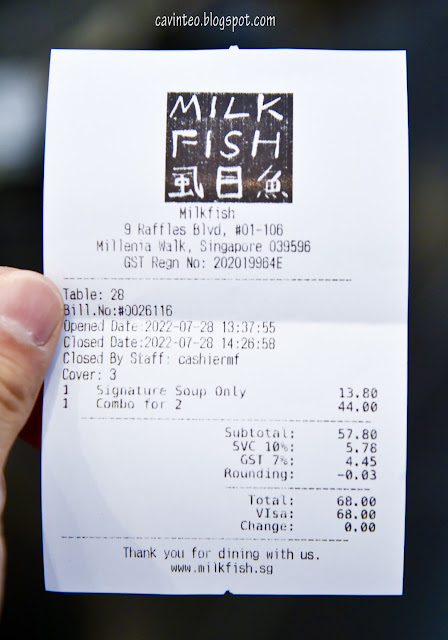 cavinteo.blogspot.com
MILK
FISH
虱目魚
Milkfish
9 Raffles Blvd, #01-106
Millenia Walk, Singapore 039596
GST Regn No: 202019964E
Table: 28
Bill.No:#0026116
Opened Date:2022-07-28 13:37:55
Closed Date:2022-07-28 14:26:58
Closed By Staff: cashiermf
Cover: 3
1 Signature Soup Only 13.80
1 Combo for 2 44.00
Subtotal: 57.80
SVC 10%: 5.78
GST 7%: 4.45
Rounding: -0.03
Total: 68.00
VIsa: 68.00
Change: 0.00
Thank you for dining with us.
www.milkfish.sg